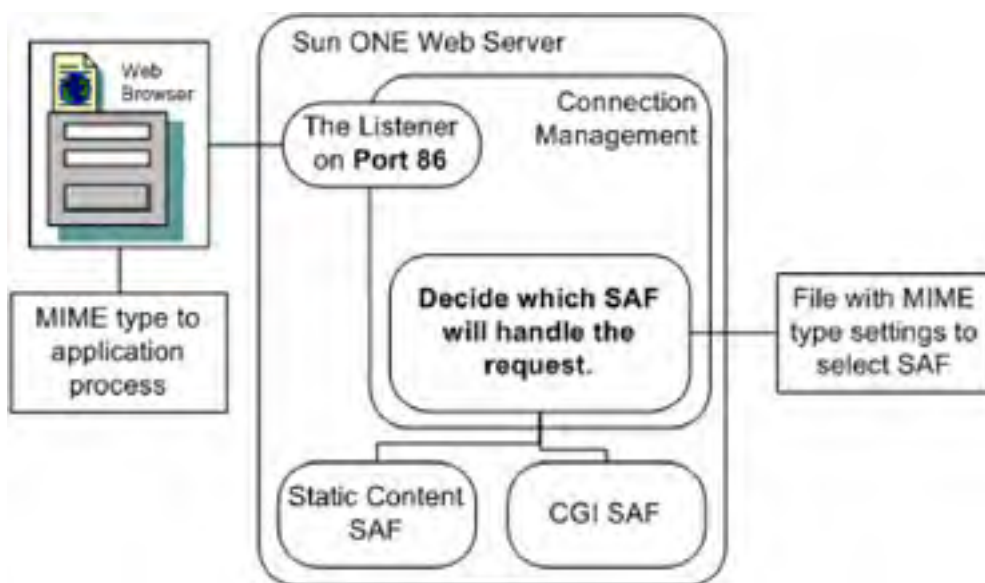 Sun ONE Web Server
Web
Browser
Connection
Management
The Listener
on Port 86
MIME type to
application
process
Decide which SAF
will handle the
request.
File with MIME
type settings to
select SAF
Static Content
SAF
CGI SAF